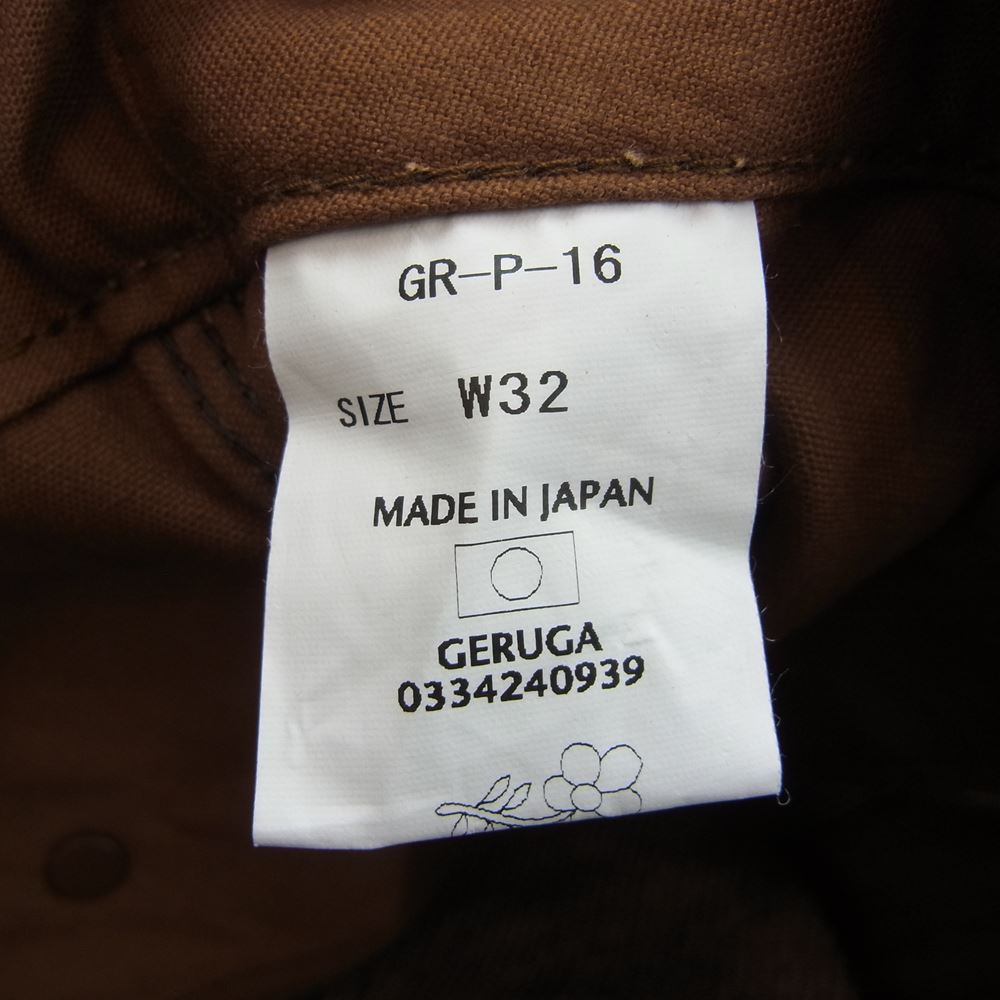 GR-P-16
SIZE W32
MADE IN JAPAN
GERUGA
0334240939